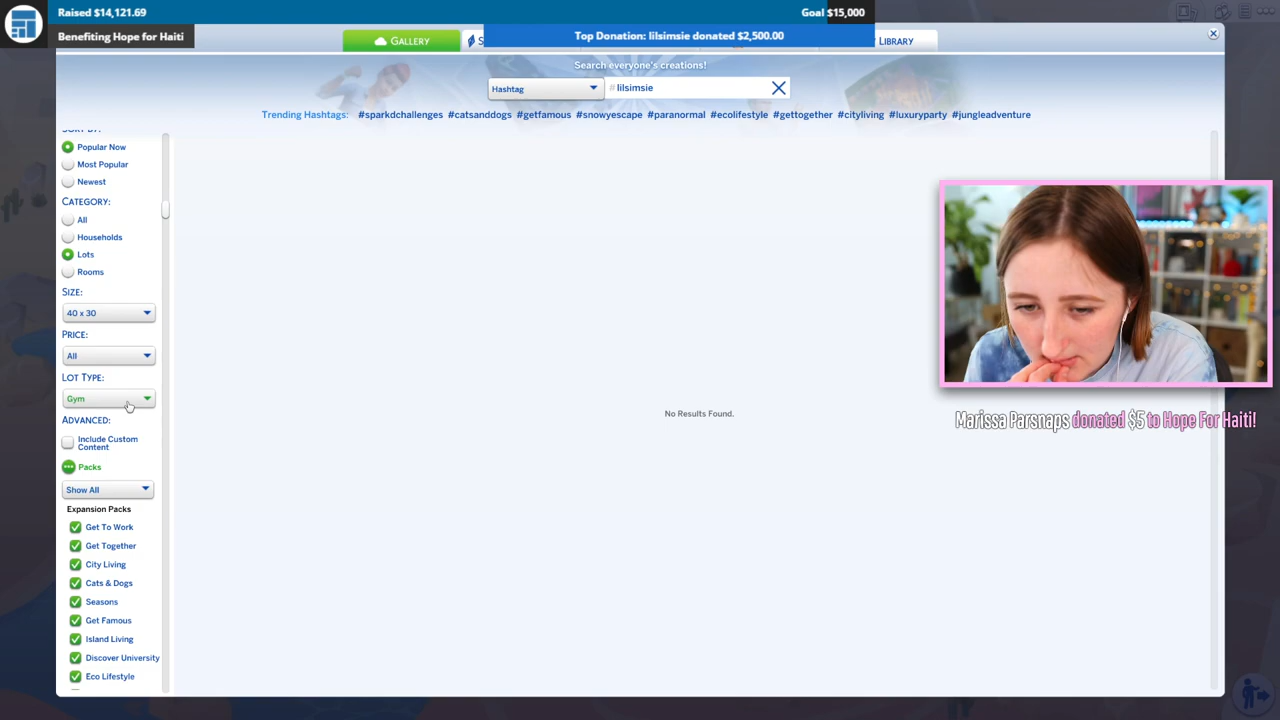 Raised $14,121.69
Goal $15,000
Benefiting Hope for Haiti
Top Donation: lilsimsie donated $2,500.00
Gallery
S
Library
Search everyone's creations!
Hashtag
# lilsimsie
Trending Hashtags: #sparkdchallenges #catsanddogs #getfamous #snowyescape #paranormal #ecolifestyle #gettogether #cityliving #luxuryparty #jungleadventure
Sort by:
Popular Now
Most Popular
Newest
Category:
All
Households
Lots
Rooms
Size:
40 x 30
Price:
All
Lot Type:
Gym
Advanced:
Include Custom
Content
Packs
Show All
Expansion Packs
Get To Work
Get Together
City Living
Cats & Dogs
Seasons
Get Famous
Island Living
Discover University
Eco Lifestyle
No Results Found.
Marissa Parsnaps donated $5 to Hope For Haiti!